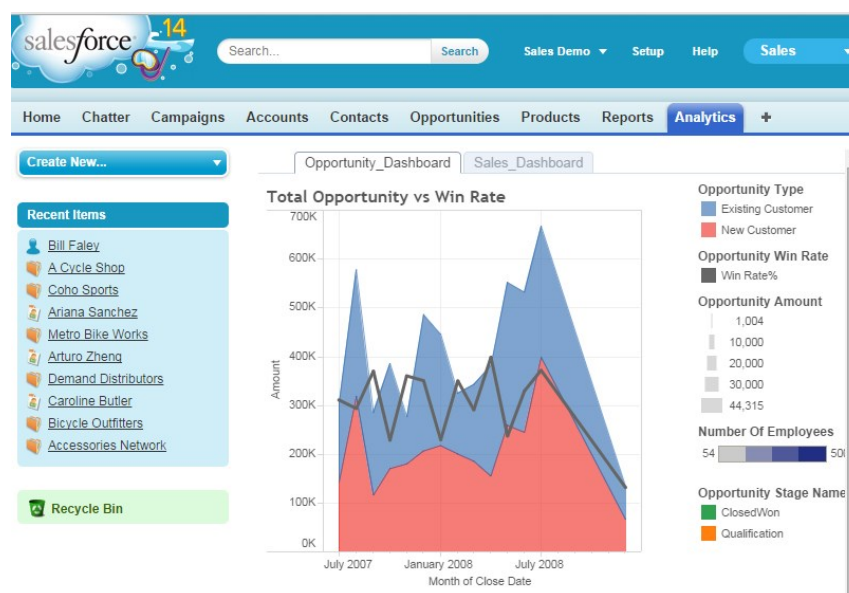 salesforce
14
Search...
Search
Sales Demo
Setup
Help
Sales
Home
Chatter
Campaigns
Accounts
Contacts
Opportunities
Products
Reports
Analytics
+
Create New...
Recent Items
Bill Faley
A Cycle Shop
Coho Sports
Ariana Sanchez
Metro Bike Works
Arturo Zheng
Demand Distributors
Caroline Butler
Bicycle Outfitters
Accessories Network
Recycle Bin
Opportunity_Dashboard
Sales_Dashboard
Total Opportunity vs Win Rate
700K
600K
500K
400K
300K
200K
100K
0K
Amount
July 2007
January 2008
July 2008
Month of Close Date
Opportunity Type
Existing Customer
New Customer
Opportunity Win Rate
Win Rate%
Opportunity Amount
1,004
10,000
20,000
30,000
44,315
Number Of Employees
54
Opportunity Stage Name
ClosedWon
Qualification